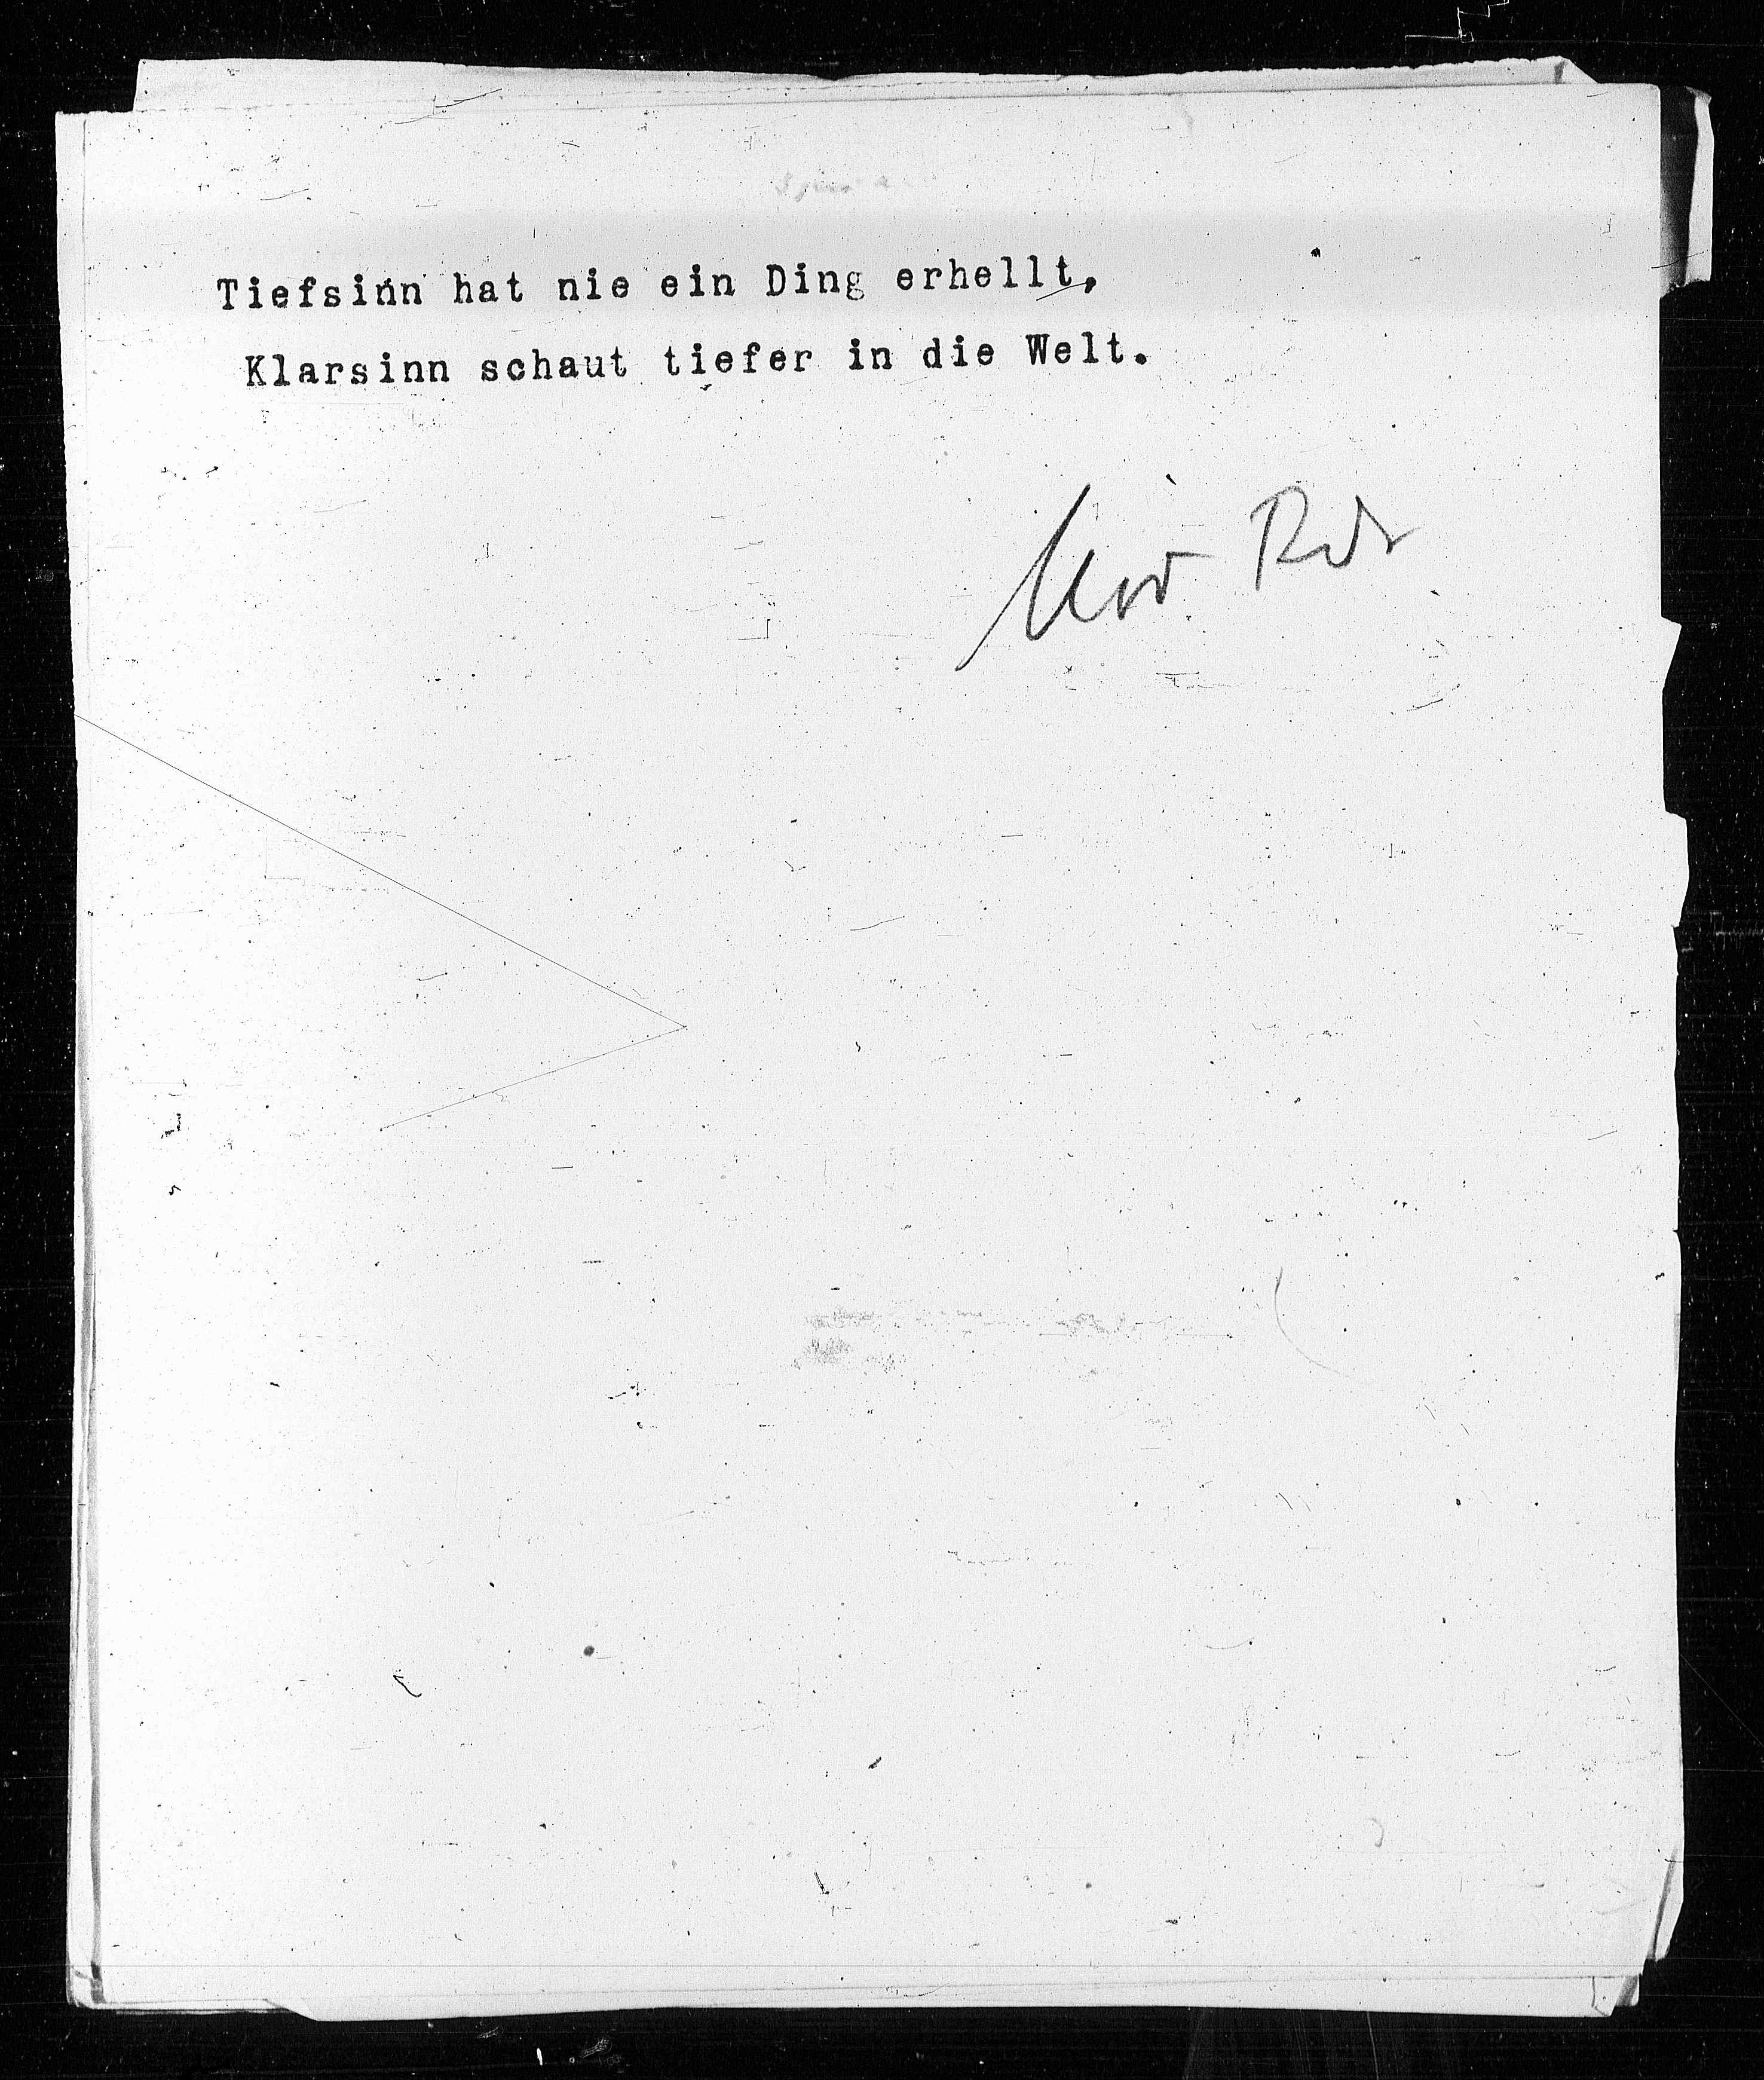 Tiefsinn hat nie ein Ding erhellt,
Klarsinn schaut tiefer in die Welt.